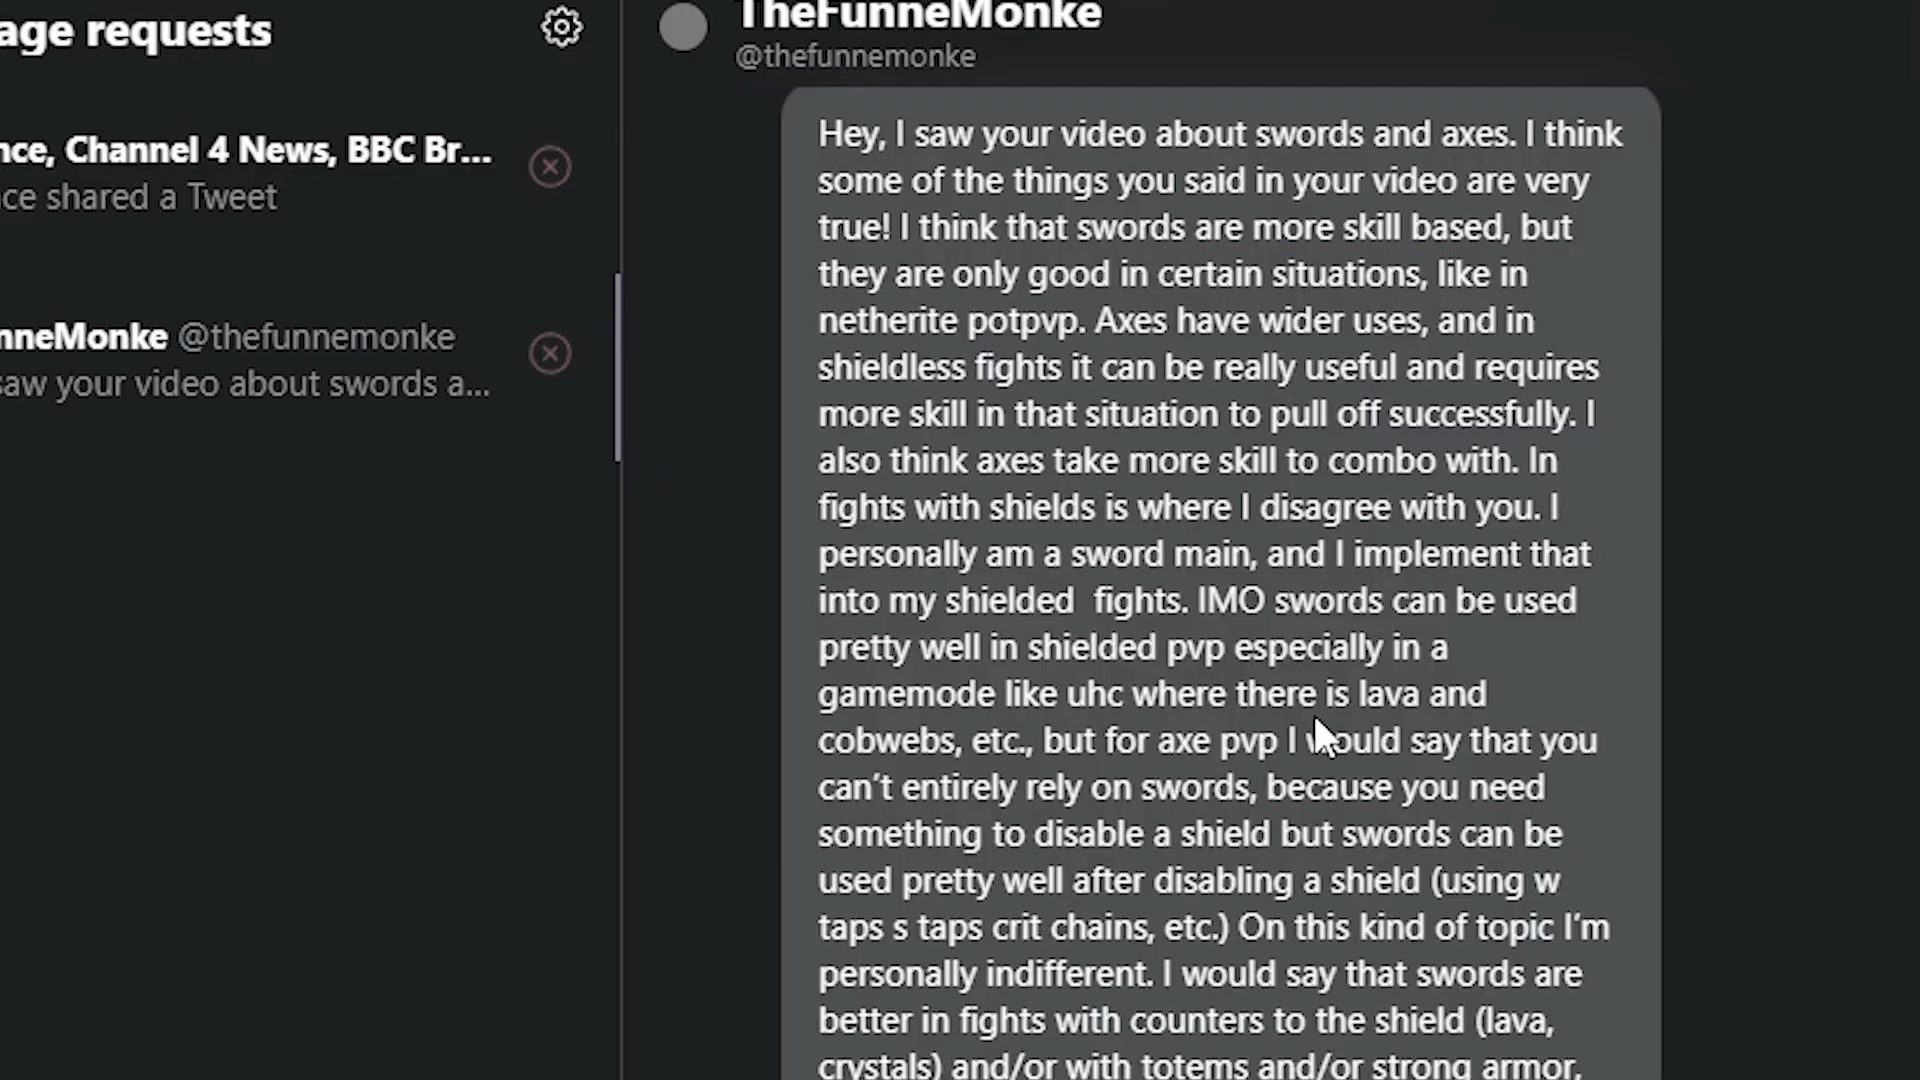 age requests
nce, Channel 4 News, BBC Br...
ce shared a Tweet
nneMonke @thefunnemonke
saw your video about swords a...
TheFunneMonke
@thefunnemonke
Hey, I saw your video about swords and axes. I think
some of the things you said in your video are very
true! I think that swords are more skill based, but
they are only good in certain situations, like in
netherite potpvp. Axes have wider uses, and in
shieldless fights it can be really useful and requires
more skill in that situation to pull off successfully. I
also think axes take more skill to combo with. In
fights with shields is where I disagree with you. I
personally am a sword main, and I implement that
into my shielded  fights. IMO swords can be used
pretty well in shielded pvp especially in a
gamemode like uhc where there is lava and
cobwebs, etc., but for axe pvp I would say that you
can't entirely rely on swords, because you need
something to disable a shield but swords can be
used pretty well after disabling a shield (using w
taps s taps crit chains, etc.) On this kind of topic I'm
personally indifferent. I would say that swords are
better in fights with counters to the shield (lava,
crystals) and/or with totems and/or strong armor,